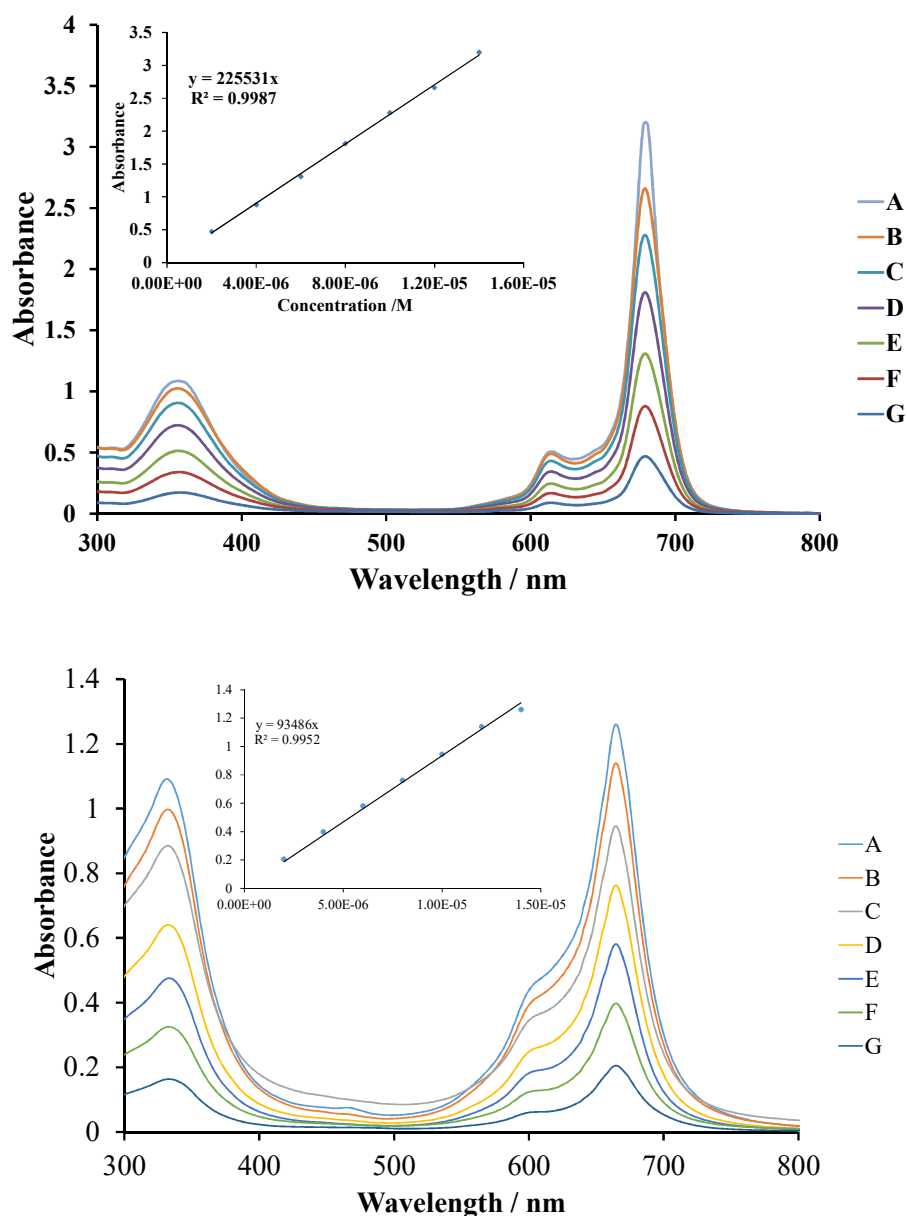 4
3.5
3
2.5
2
1.5
1
0.5
0
300 400 500 600 700 800
Absorbance
Wavelength / nm
3.5
3
2.5
2
1.5
1
0.5
0
0.00E+00 4.00E-06 8.00E-06 1.20E-05 1.60E-05
Absorbance
Concentration /M
y = 225531x
R² = 0.9987
A
B
C
D
E
F
G
1.4
1.2
1
0.8
0.6
0.4
0.2
0
300 400 500 600 700 800
Absorbance
Wavelength / nm
1.4
1.2
1
0.8
0.6
0.4
0.2
0
0.00E+00 5.00E-06 1.00E-05 1.50E-05
y = 93486x
R² = 0.9952
A
B
C
D
E
F
G